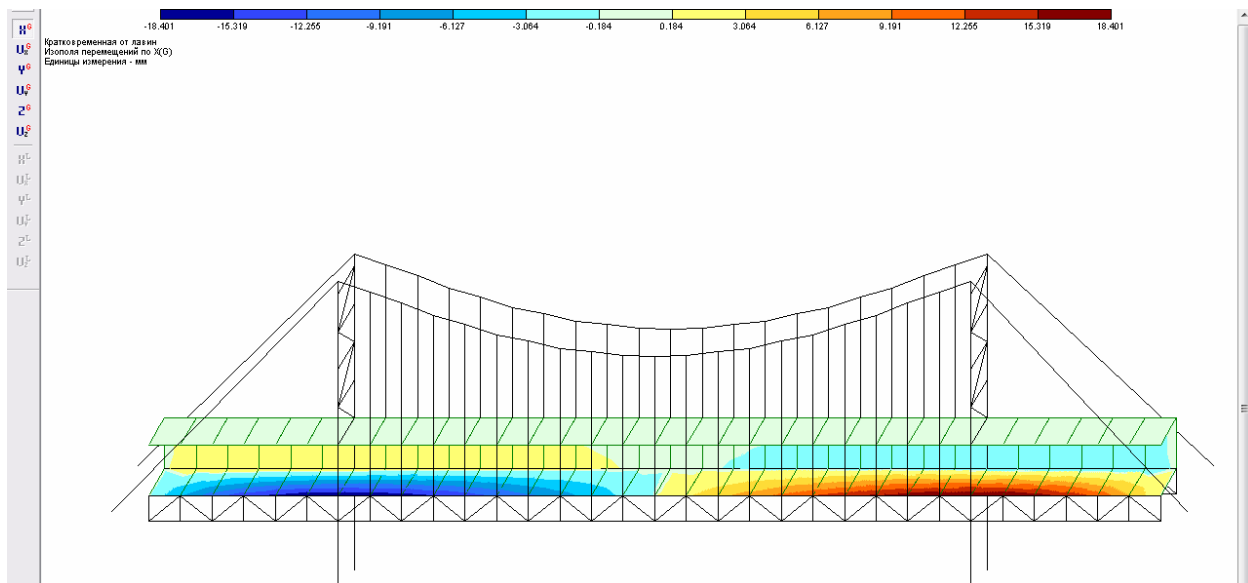 -18.401 -15.319 -12.255 -9.191 -6.127 -3.064 -0.184 0.184 3.064 6.127 9.191 12.255 15.319 18.401
Кратковременная от лавин
Изополя перемещений по X(G)
Единицы измерения - мм
X G
U X G
Y G
U Y G
Z G
U Z G
X L
U X L
Y L
U Y L
Z L
U Z L